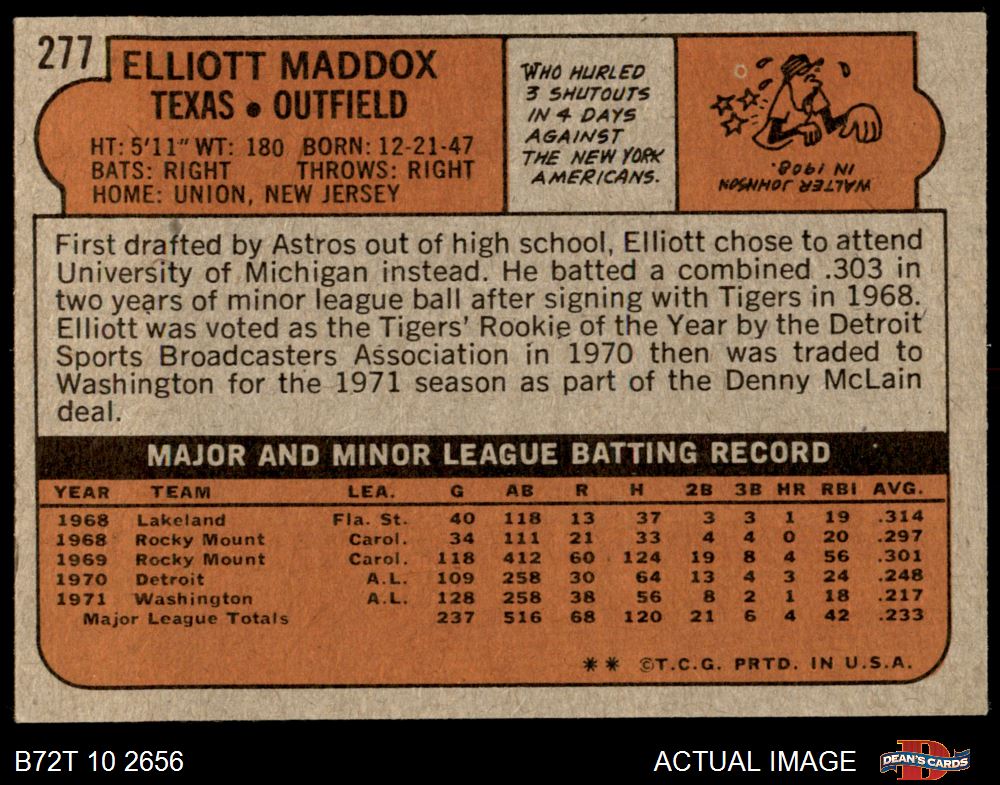 277
ELLIOTT MADDOX
TEXAS • OUTFIELD
HT: 5'11" WT: 180 BORN: 12-21-47
BATS: RIGHT THROWS: RIGHT
HOME: UNION, NEW JERSEY
WHO HURLED
3 SHUTOUTS
IN 4 DAYS
AGAINST
THE NEW YORK
AMERICANS.
WALTER JOHNSON
IN 1908.
First drafted by Astros out of high school, Elliott chose to attend
University of Michigan instead. He batted a combined .303 in
two years of minor league ball after signing with Tigers in 1968.
Elliott was voted as the Tigers' Rookie of the Year by the Detroit
Sports Broadcasters Association in 1970 then was traded to
Washington for the 1971 season as part of the Denny McLain
deal.
MAJOR AND MINOR LEAGUE BATTING RECORD
YEAR TEAM LEA. G AB R H 2B 3B HR RBI AVG.
1968 Lakeland Fla. St. 40 118 13 37 3 3 1 19 .314
1968 Rocky Mount Carol. 34 111 21 33 4 4 0 20 .297
1969 Rocky Mount Carol. 118 412 60 124 19 8 4 56 .301
1970 Detroit A.L. 109 258 30 64 13 4 3 24 .248
1971 Washington A.L. 128 258 38 56 8 2 1 18 .217
Major League Totals 237 516 68 120 21 6 4 42 .233
** ©T.C.G. PRTD. IN U.S.A.
B72T 10 2656
ACTUAL IMAGE
DEAN'S CARDS